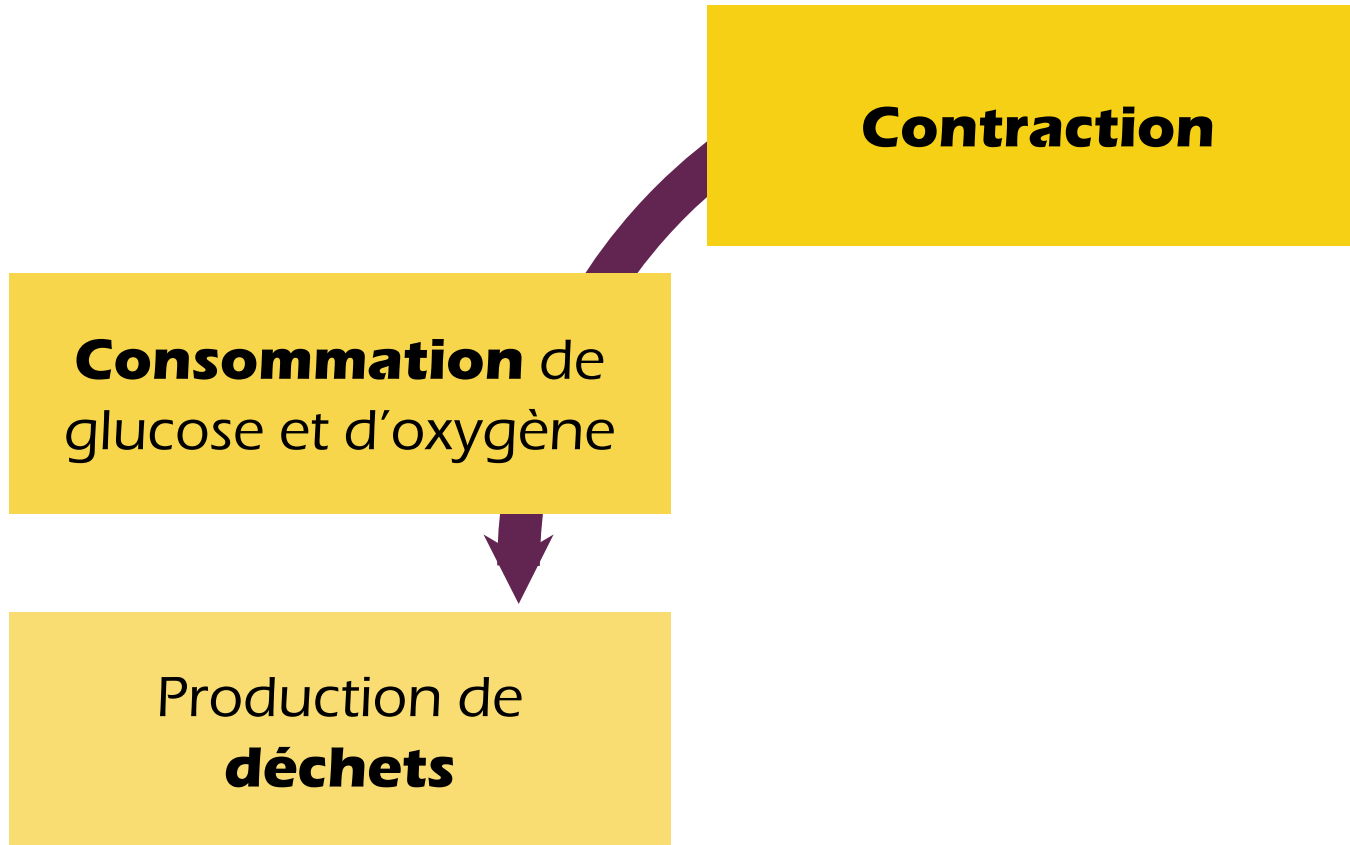 Contraction
Consommation de
glucose et d’oxygène
Production de
déchets